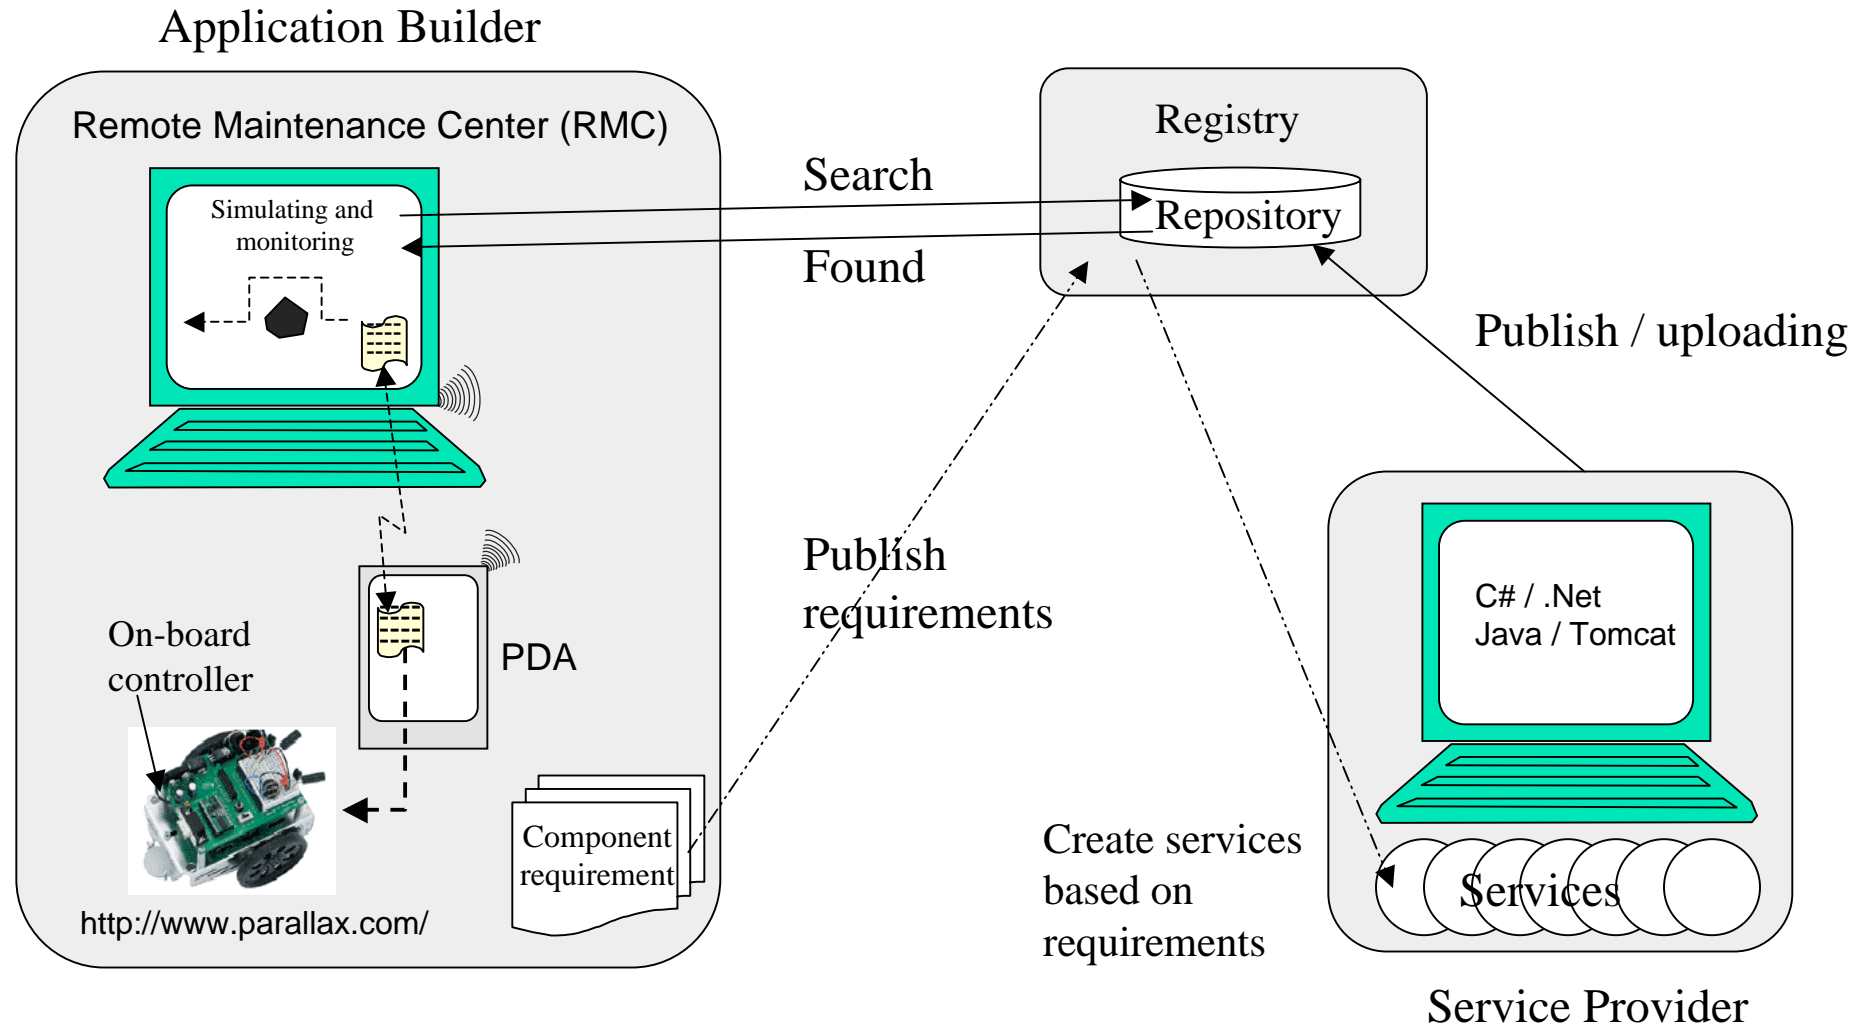 Application Builder
Remote Maintenance Center (RMC)
Simulating and
monitoring
On-board
controller
PDA
http://www.parallax.com/
Component
requirement
Search
Found
Publish
requirements
Registry
Repository
Publish / uploading
Create services
based on
requirements
C# / .Net
Java / Tomcat
Services
Service Provider